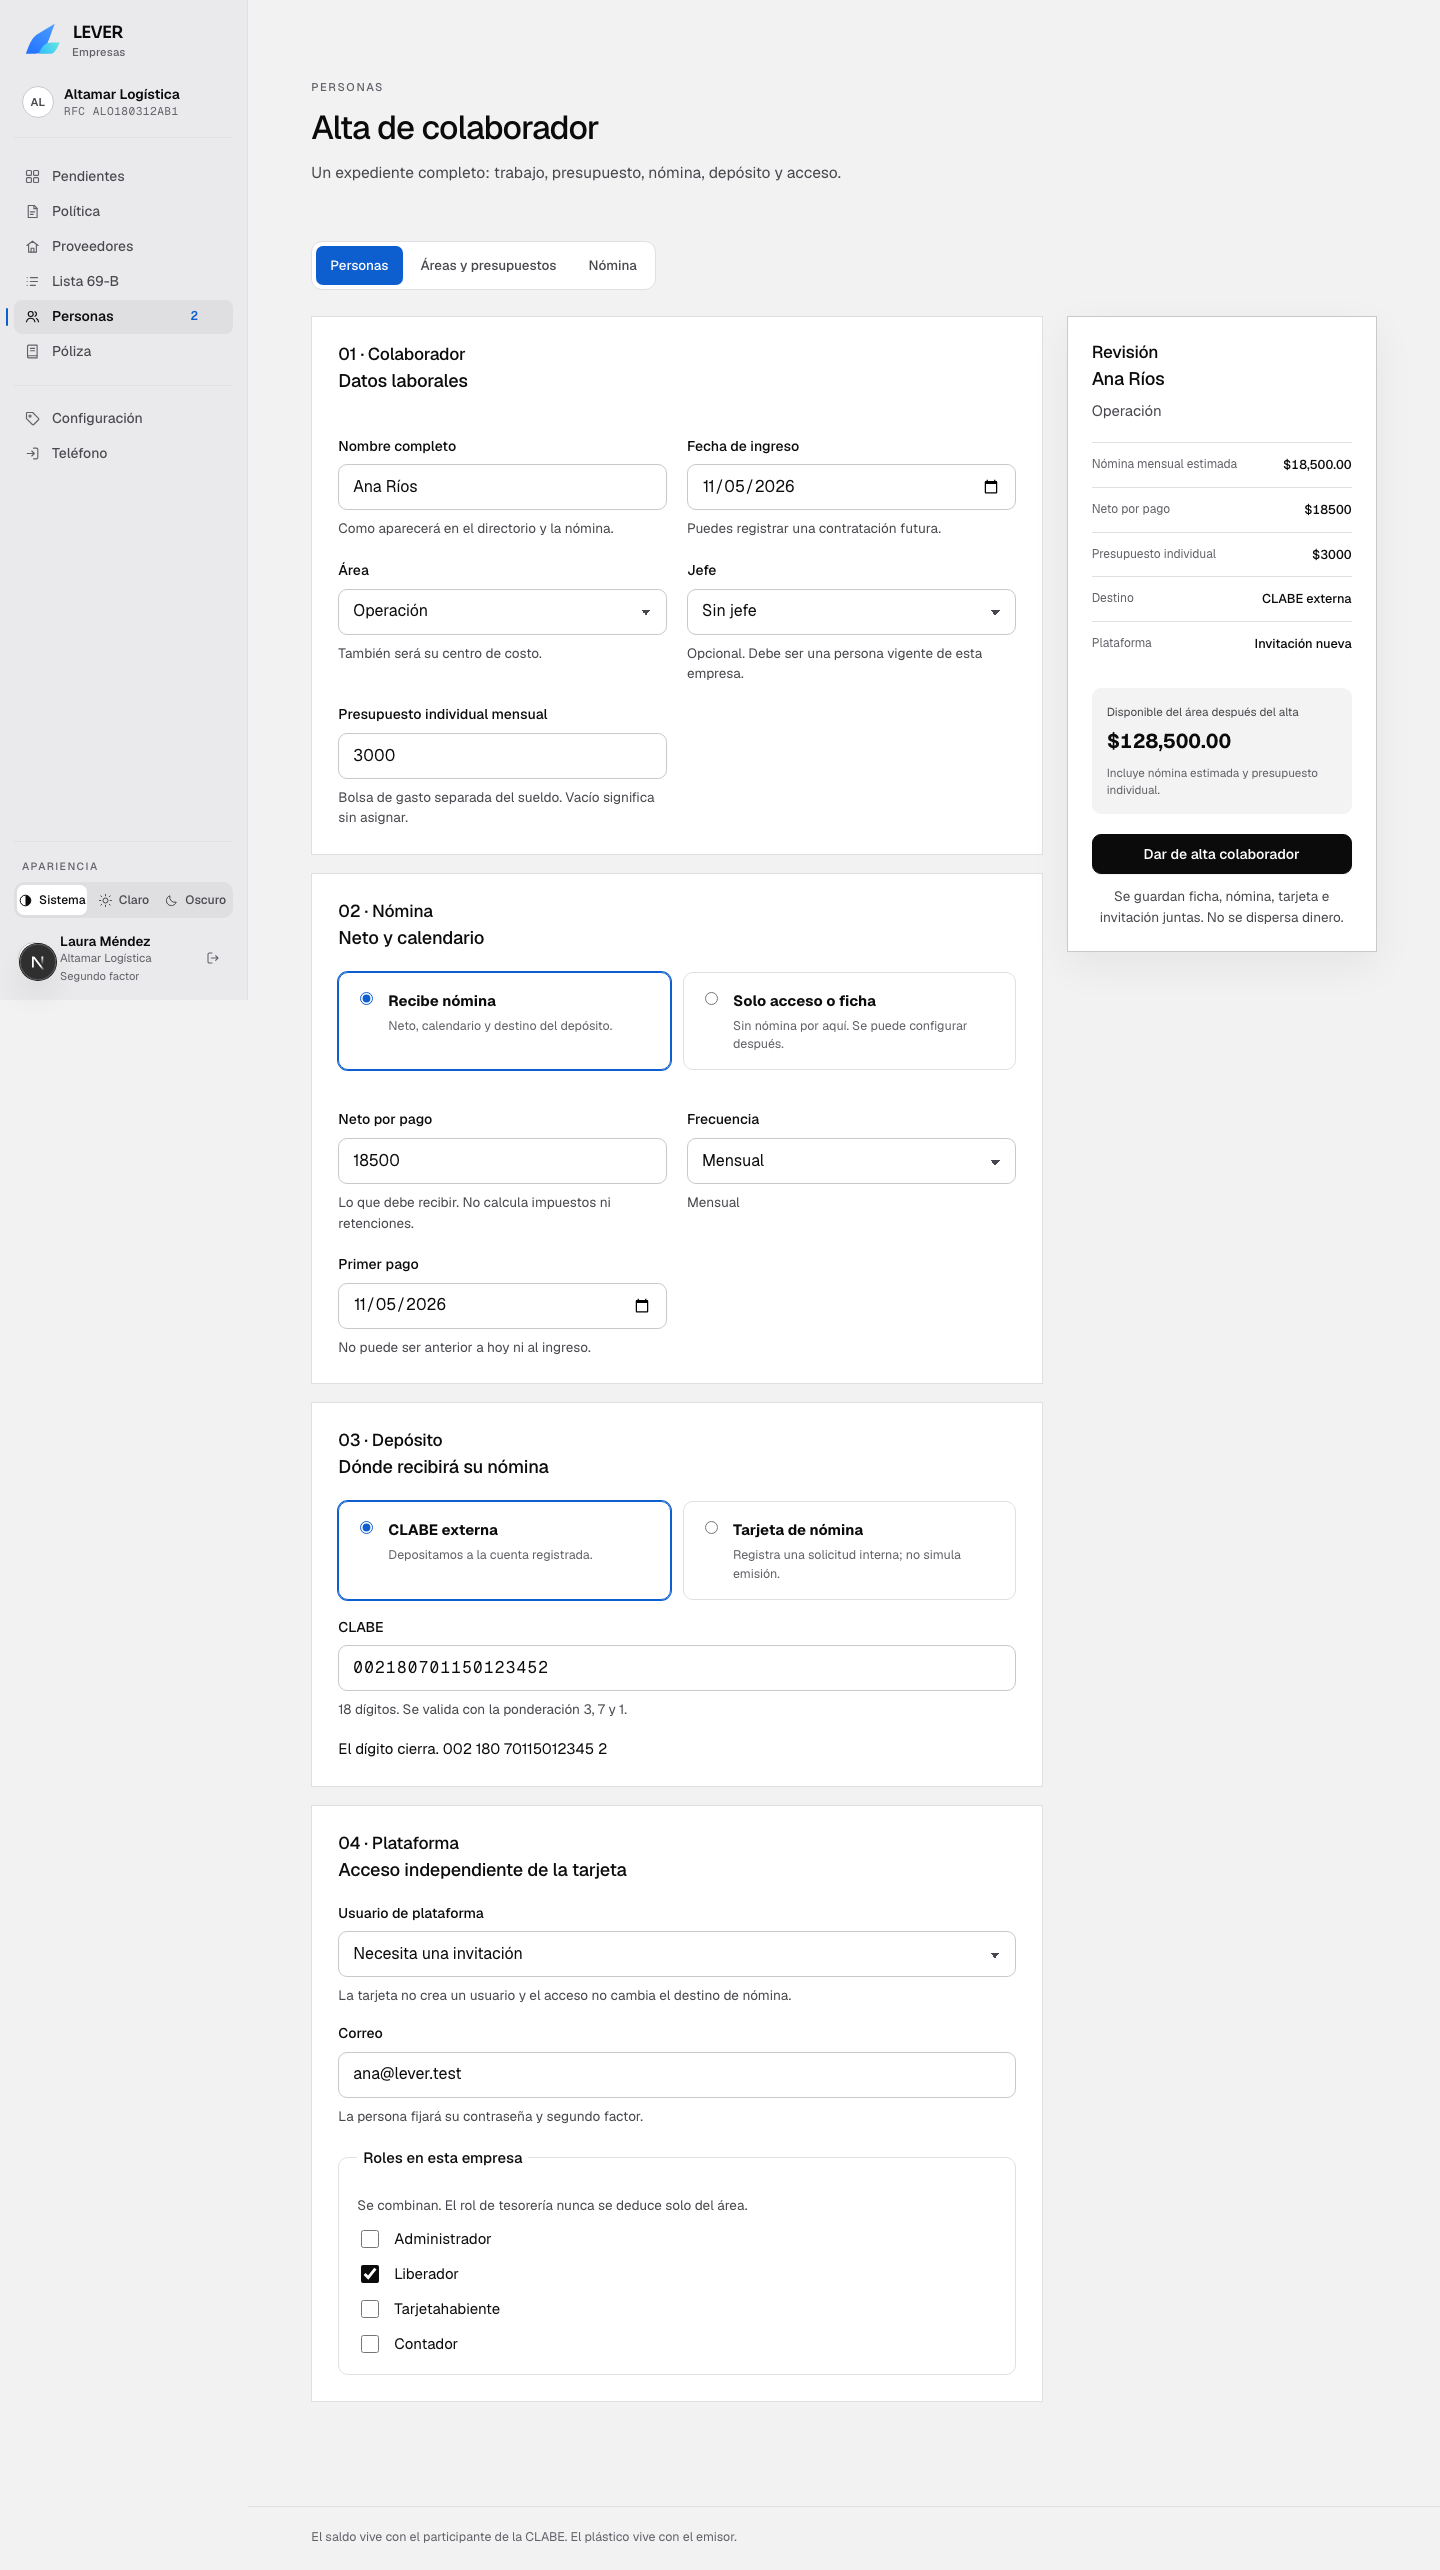 LEVER
Empresas
AL
Altamar Logística
RFC ALO180312AB1
Pendientes
Política
Proveedores
Lista 69-B
Personas 2
Póliza
Configuración
Teléfono
APARIENCIA
Sistema Claro Oscuro
N
Laura Méndez
Altamar Logística
Segundo factor
PERSONAS
Alta de colaborador
Un expediente completo: trabajo, presupuesto, nómina, depósito y acceso.
Personas Áreas y presupuestos Nómina
01 · Colaborador
Datos laborales
Nombre completo
Ana Ríos
Como aparecerá en el directorio y la nómina.
Fecha de ingreso
11/05/2026
Puedes registrar una contratación futura.
Área
Operación
También será su centro de costo.
Jefe
Sin jefe
Opcional. Debe ser una persona vigente de esta
empresa.
Presupuesto individual mensual
3000
Bolsa de gasto separada del sueldo. Vacío significa
sin asignar.
02 · Nómina
Neto y calendario
Recibe nómina
Neto, calendario y destino del depósito.
Solo acceso o ficha
Sin nómina por aquí. Se puede configurar
después.
Neto por pago
18500
Lo que debe recibir. No calcula impuestos ni
retenciones.
Frecuencia
Mensual
Mensual
Primer pago
11/05/2026
No puede ser anterior a hoy ni al ingreso.
03 · Depósito
Dónde recibirá su nómina
CLABE externa
Depositamos a la cuenta registrada.
Tarjeta de nómina
Registra una solicitud interna; no simula
emisión.
CLABE
002180701150123452
18 dígitos. Se valida con la ponderación 3, 7 y 1.
El dígito cierra. 002 180 70115012345 2
04 · Plataforma
Acceso independiente de la tarjeta
Usuario de plataforma
Necesita una invitación
La tarjeta no crea un usuario y el acceso no cambia el destino de nómina.
Correo
ana@lever.test
La persona fijará su contraseña y segundo factor.
Roles en esta empresa
Se combinan. El rol de tesorería nunca se deduce solo del área.
Administrador
Liberador
Tarjetahabiente
Contador
Revisión
Ana Ríos
Operación
Nómina mensual estimada $18,500.00
Neto por pago $18500
Presupuesto individual $3000
Destino CLABE externa
Plataforma Invitación nueva
Disponible del área después del alta
$128,500.00
Incluye nómina estimada y presupuesto
individual.
Dar de alta colaborador
Se guardan ficha, nómina, tarjeta e
invitación juntas. No se dispersa dinero.
El saldo vive con el participante de la CLABE. El plástico vive con el emisor.